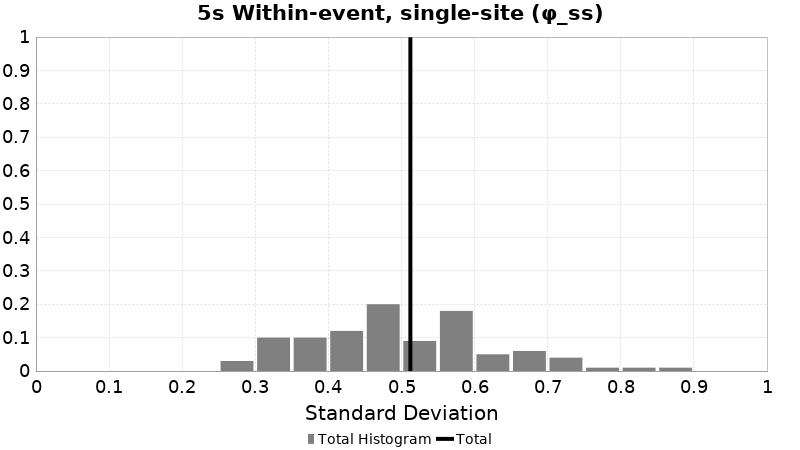 5s Within-event, single-site (φ_ss)
1
0.9
0.8
0.7
0.6
0.5
0.4
0.3
0.2
0.1
0
0 0.1 0.2 0.3 0.4 0.5 0.6 0.7 0.8 0.9 1
Standard Deviation
Total Histogram Total